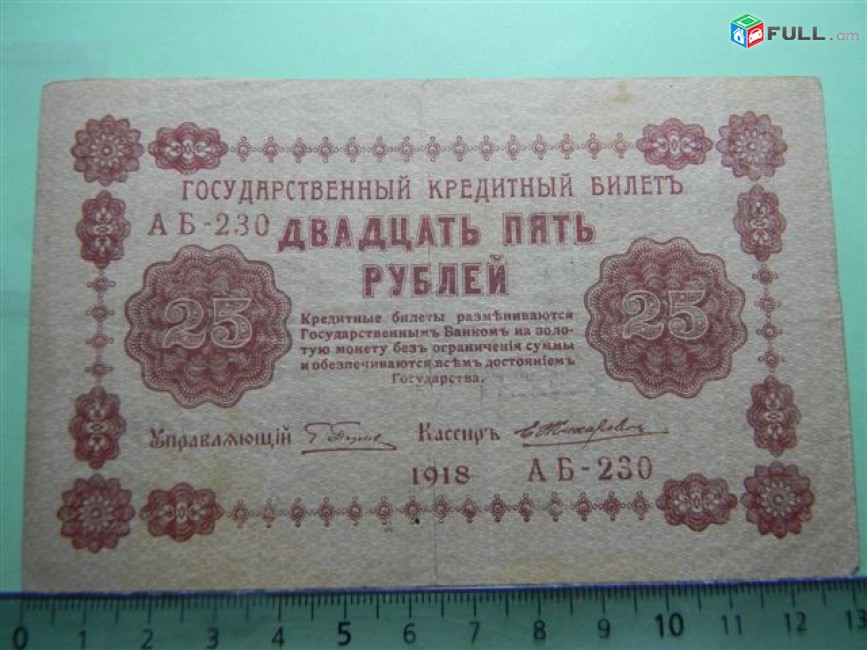 FULL.am
ГОСУДАРСТВЕННЫЙ КРЕДИТНЫЙ БИЛЕТЪ
АБ-230 ДВАДЦАТЬ ПЯТЬ
РУБЛЕЙ
25
25
Кредитные билеты размѣниваются
Государственнымъ Банкомъ на золо-
тую монету безъ ограниченія суммы
и обезпечиваются всѣмъ достояніемъ
Государства.
Управляющій Кассиръ
1918 АБ-230
0 1 2 3 4 5 6 7 8 9 10 11 12 13